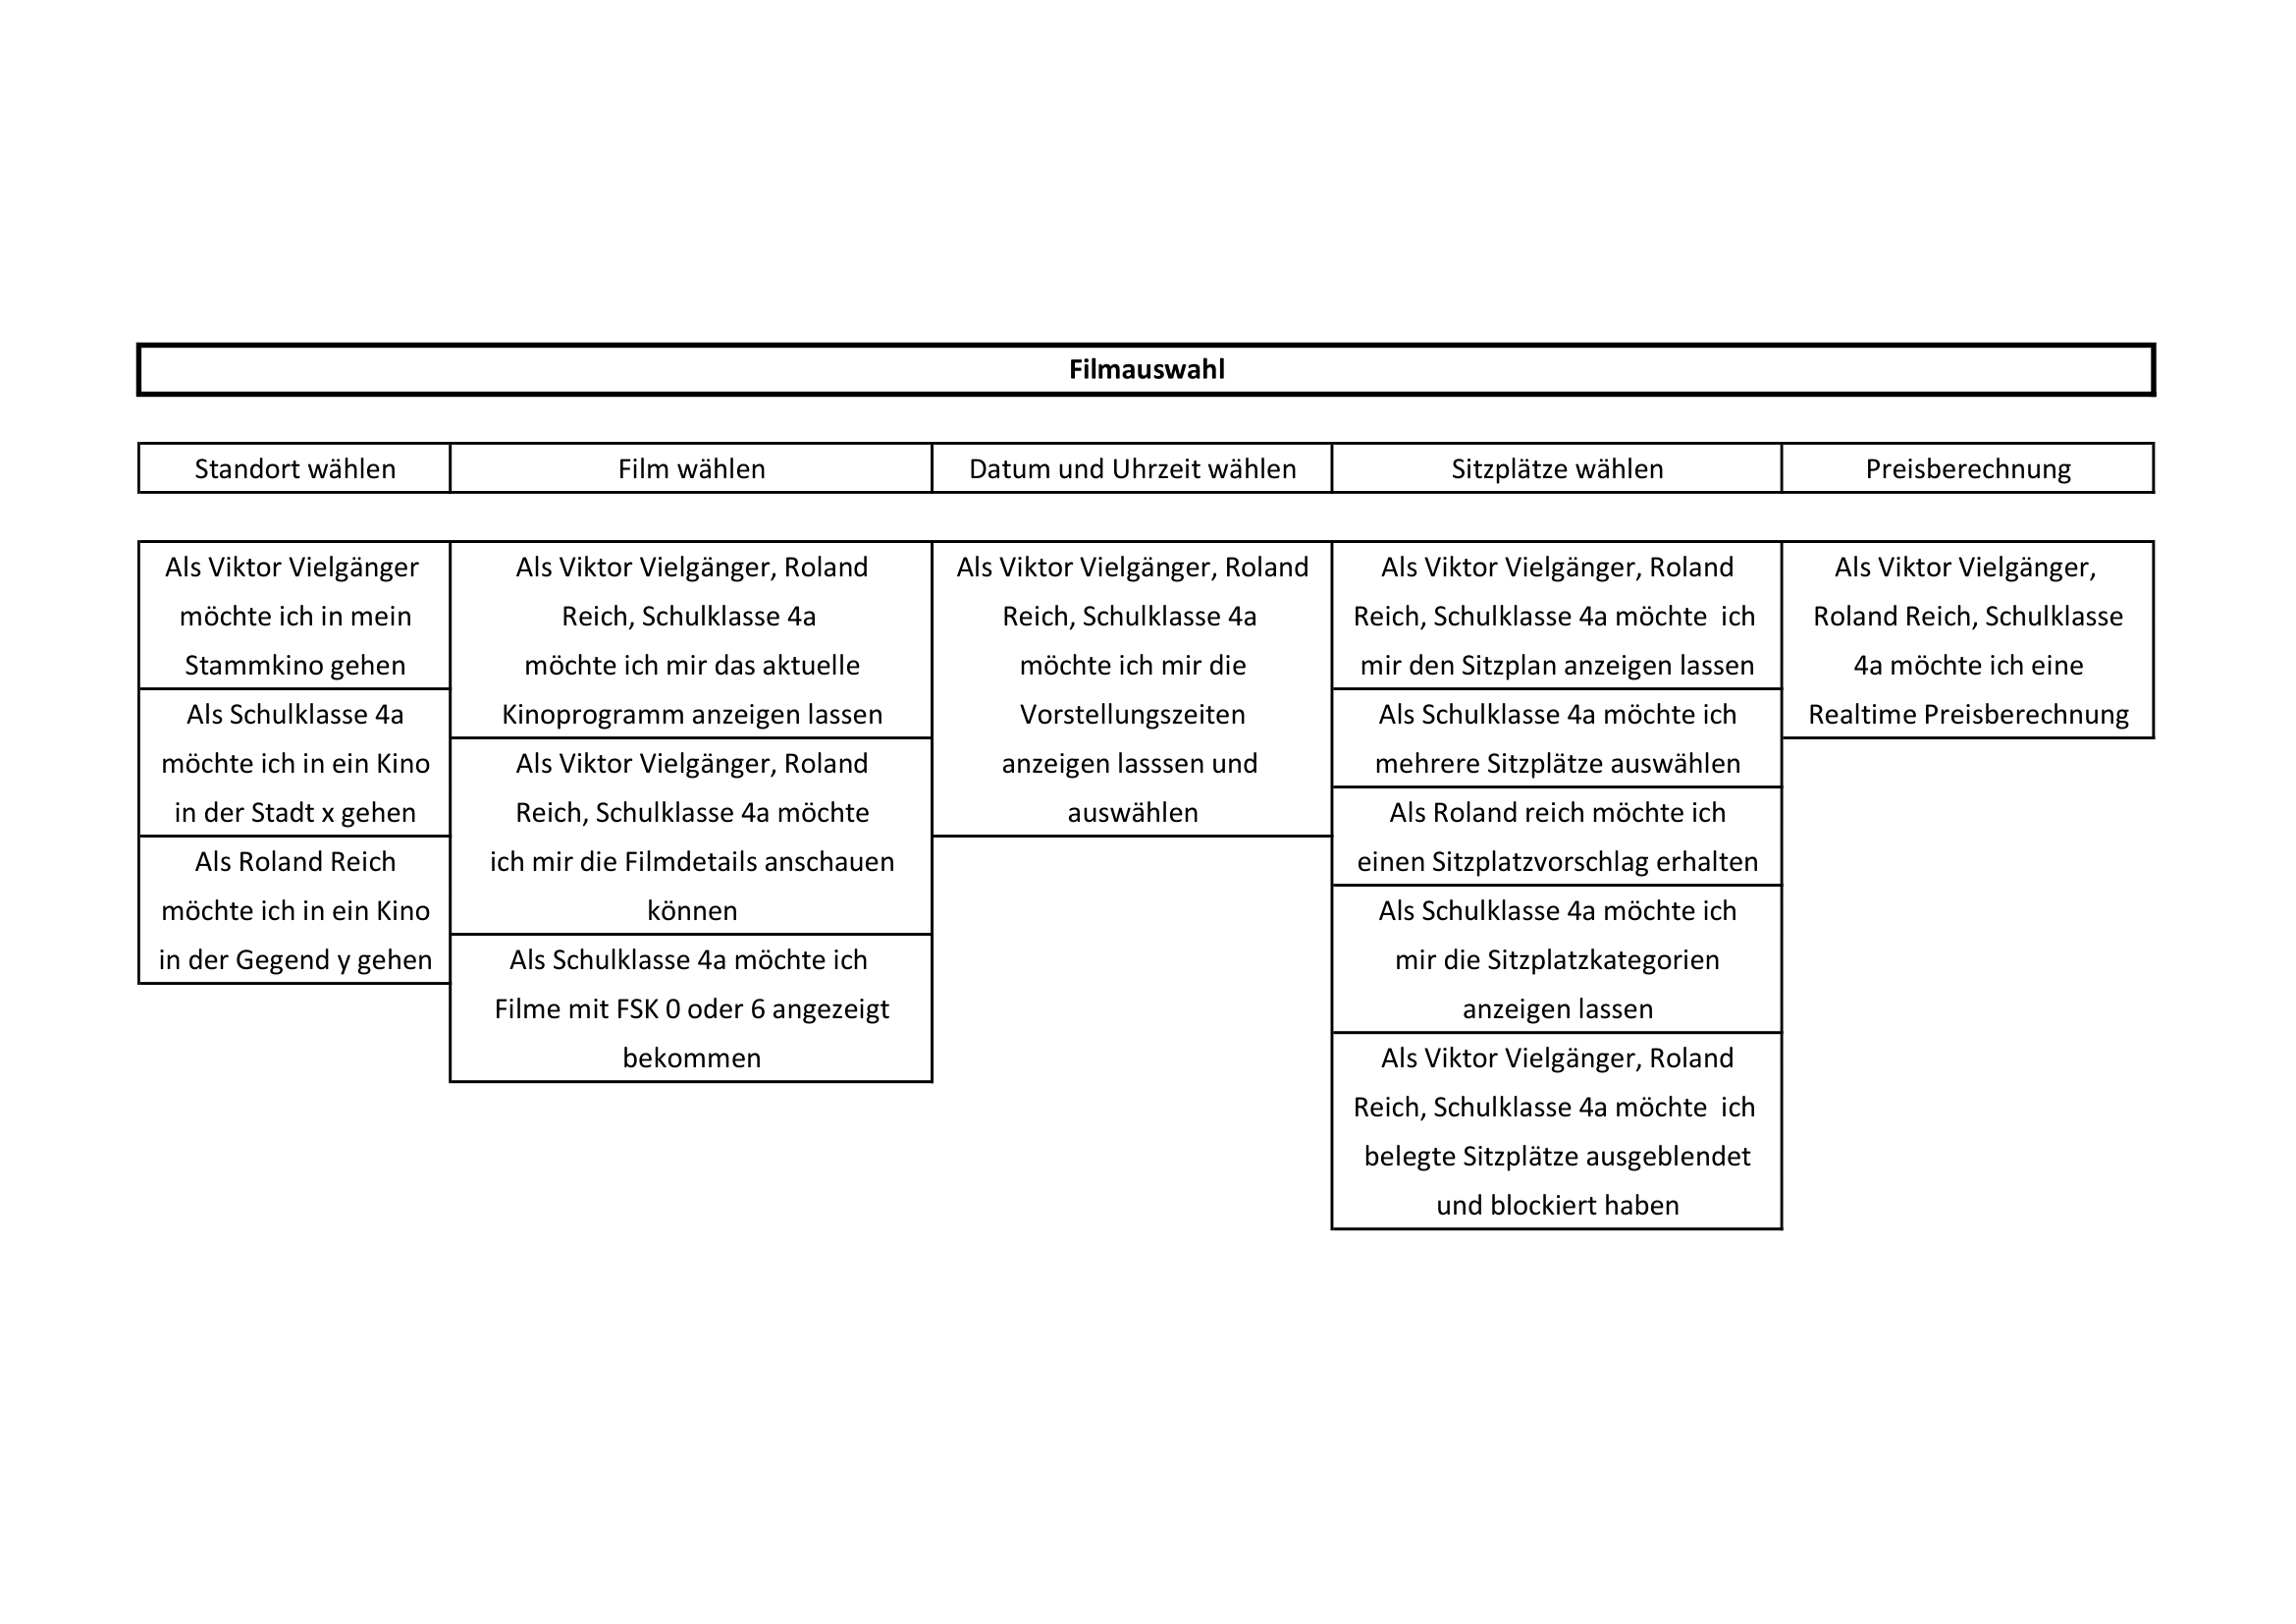 Filmauswahl
Standort wählen
Film wählen
Datum und Uhrzeit wählen
Sitzplätze wählen
Preisberechnung
Als Viktor Vielgänger
möchte ich in mein
Stammkino gehen
Als Schulklasse 4a
möchte ich in ein Kino
in der Stadt x gehen
Als Roland Reich
möchte ich in ein Kino
in der Gegend y gehen
Als Viktor Vielgänger, Roland
Reich, Schulklasse 4a
möchte ich mir das aktuelle
Kinoprogramm anzeigen lassen
Als Viktor Vielgänger, Roland
Reich, Schulklasse 4a möchte
ich mir die Filmdetails anschauen
können
Als Schulklasse 4a möchte ich
Filme mit FSK 0 oder 6 angezeigt
bekommen
Als Viktor Vielgänger, Roland
Reich, Schulklasse 4a
möchte ich mir die
Vorstellungszeiten
anzeigen lasssen und
auswählen
Als Viktor Vielgänger, Roland
Reich, Schulklasse 4a möchte  ich
mir den Sitzplan anzeigen lassen
Als Schulklasse 4a möchte ich
mehrere Sitzplätze auswählen
Als Roland reich möchte ich
einen Sitzplatzvorschlag erhalten
Als Schulklasse 4a möchte ich
mir die Sitzplatzkategorien
anzeigen lassen
Als Viktor Vielgänger, Roland
Reich, Schulklasse 4a möchte  ich
belegte Sitzplätze ausgeblendet
und blockiert haben
Als Viktor Vielgänger,
Roland Reich, Schulklasse
4a möchte ich eine
Realtime Preisberechnung